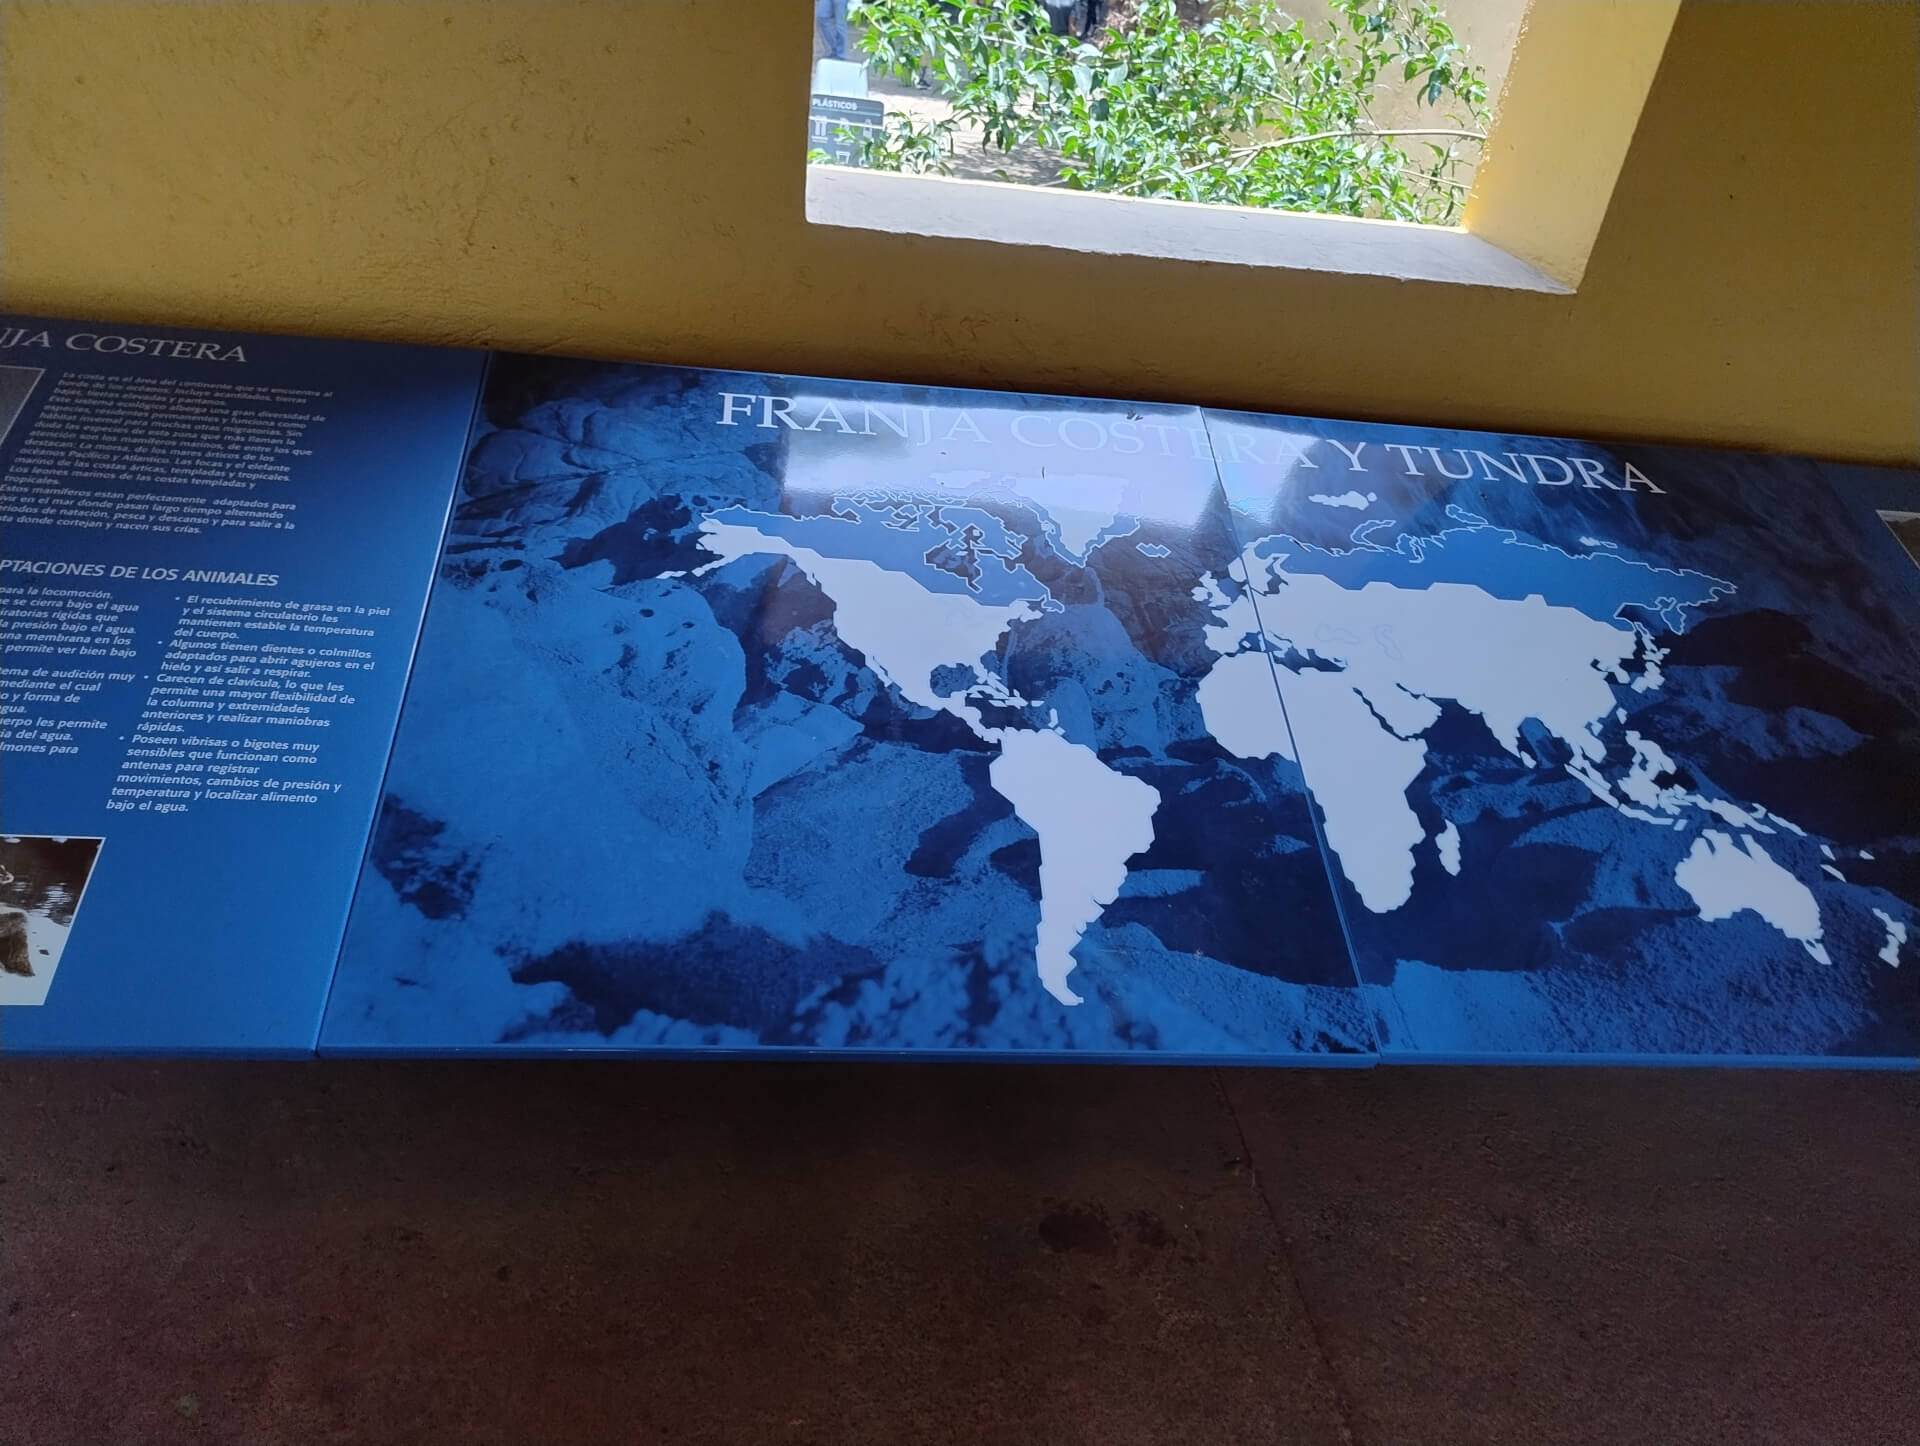 PLÁSTICOS
JA COSTERA
La costa es el área del continente que se encuentra al
borde de los océanos. Incluye acantilados, tierras
bajas, tierras elevadas y pantanos.
Este sistema ecológico alberga una gran diversidad de
especies, residentes permanentes y funciona como
hábitat invernal para muchas otras migratorias. Sin
duda las especies de esta zona que más llaman la
atención son los mamíferos marinos, de entre los que
destacan: La morsa, de los mares árticos de los
océanos Pacífico y Atlantico. Las focas y el elefante
marino de las costas árticas, templadas y tropicales.
Los leones marinos de las costas templadas y
tropicales.
Estos mamíferos están perfectamente adaptados para
vivir en el mar donde pasan largo tiempo alternando
periodos de natación, pesca y descanso y para salir a la
donde cortejan y nacen sus crías.
PTACIONES DE LOS ANIMALES
para la locomoción.
se cierra bajo el agua
rígidas que
la presión bajo el agua.
una membrana en los
permite ver bien bajo
de audición muy
mediante el cual
o y forma de
les permite
del agua.
para
• El recubrimiento de grasa en la piel
y el sistema circulatorio les
mantienen estable la temperatura
del cuerpo.
• Algunos tienen dientes o colmillos
adaptados para abrir agujeros en el
hielo y así salir a respirar.
• Carecen de clavícula, lo que les
permite una mayor flexibilidad de
la columna y extremidades
anteriores y realizar maniobras
rápidas.
• Poseen vibrisas o bigotes muy
sensibles que funcionan como
antenas para registrar
movimientos, cambios de presión y
temperatura y localizar alimento
bajo el agua.
FRANJA COSTERA Y TUNDRA